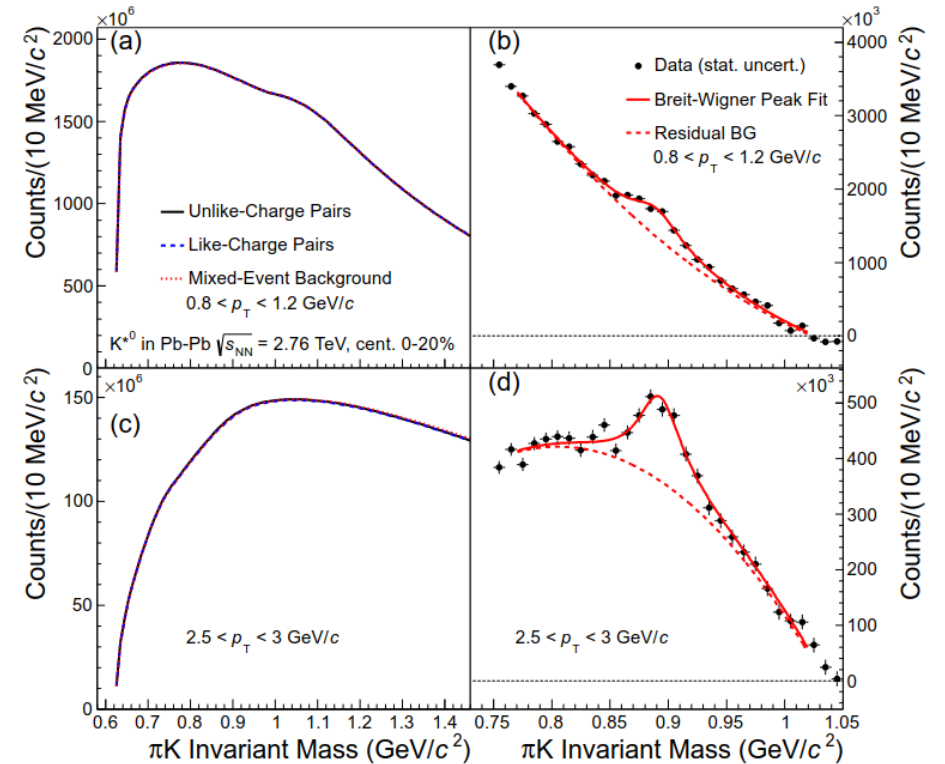 ×10⁶
×10³
(a)
2000
1500
1000
500
0
Counts/(10 MeV/c²)
Unlike-Charge Pairs
Like-Charge Pairs
Mixed-Event Background
0.8 < p_T < 1.2 GeV/c
K*⁰ in Pb-Pb √s_NN = 2.76 TeV, cent. 0-20%
(b)
Data (stat. uncert.)
Breit-Wigner Peak Fit
Residual BG
0.8 < p_T < 1.2 GeV/c
4000
3000
2000
1000
0
Counts/(10 MeV/c²)
×10⁶
(c)
150
100
50
0
Counts/(10 MeV/c²)
2.5 < p_T < 3 GeV/c
0.6 0.7 0.8 0.9 1 1.1 1.2 1.3 1.4
πK Invariant Mass (GeV/c²)
(d)
×10³
500
400
300
200
100
0
Counts/(10 MeV/c²)
2.5 < p_T < 3 GeV/c
0.75 0.8 0.85 0.9 0.95 1 1.05
πK Invariant Mass (GeV/c²)